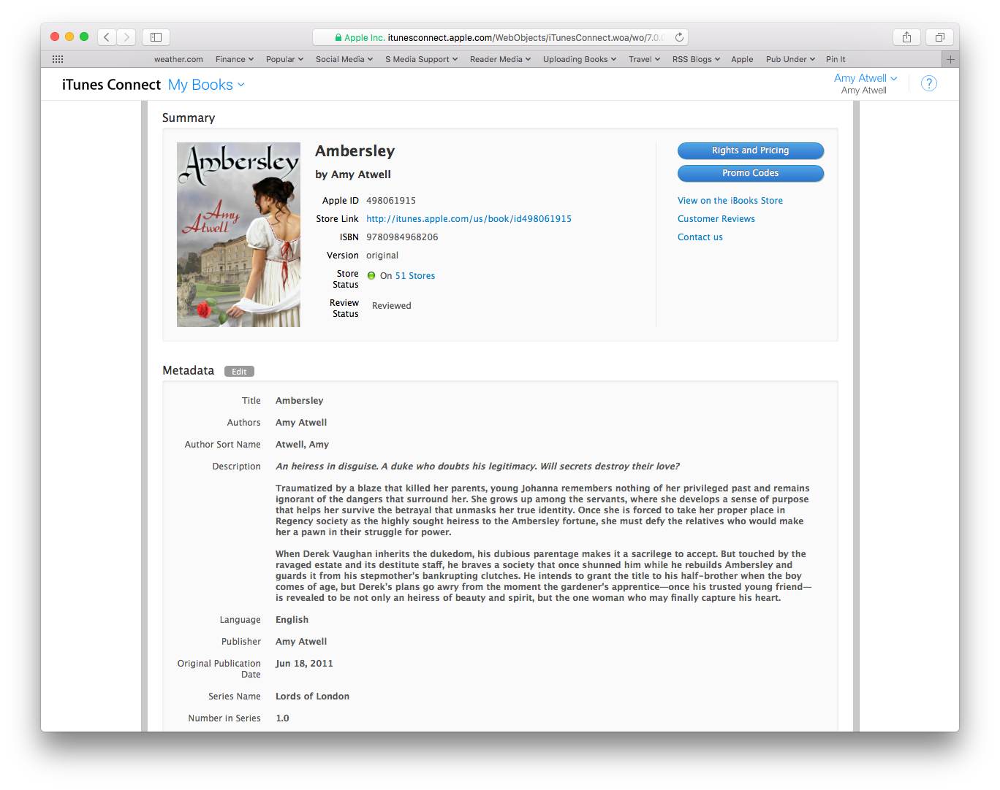 Apple Inc. itunesconnect.apple.com/WebObjects/iTunesConnect.woa/wo/7.0.
weather.com Finance Popular Social Media S Media Support Reader Media Uploading Books Travel RSS Blogs Apple Pub Under Pin It
iTunes Connect My Books
Amy Atwell
Amy Atwell
?
Summary
Ambersley
Amy
Atwell
Ambersley
by Amy Atwell
Apple ID 498061915
Store Link http://itunes.apple.com/us/book/id498061915
ISBN 9780984968206
Version original
Store
Status
On 51 Stores
Review
Status
Reviewed
Rights and Pricing
Promo Codes
View on the iBooks Store
Customer Reviews
Contact us
Metadata Edit
Title Ambersley
Authors Amy Atwell
Author Sort Name Atwell, Amy
Description An heiress in disguise. A duke who doubts his legitimacy. Will secrets destroy their love?
Traumatized by a blaze that killed her parents, young Johanna remembers nothing of her privileged past and remains
ignorant of the dangers that surround her. She grows up among the servants, where she develops a sense of purpose
that helps her survive the betrayal that unmasks her true identity. Once she is forced to take her proper place in
Regency society as the highly sought heiress to the Ambersley fortune, she must defy the relatives who would make
her a pawn in their struggle for power.
When Derek Vaughan inherits the dukedom, his dubious parentage makes it a sacrilege to accept. But touched by the
ravaged estate and its destitute staff, he braves a society that once shunned him while he rebuilds Ambersley and
guards it from his stepmother's bankrupting clutches. He intends to grant the title to his half-brother when the boy
comes of age, but Derek's plans go awry from the moment the gardener's apprentice—once his trusted young friend—
is revealed to be not only an heiress of beauty and spirit, but the one woman who may finally capture his heart.
Language English
Publisher Amy Atwell
Original Publication
Date
Jun 18, 2011
Series Name Lords of London
Number in Series 1.0